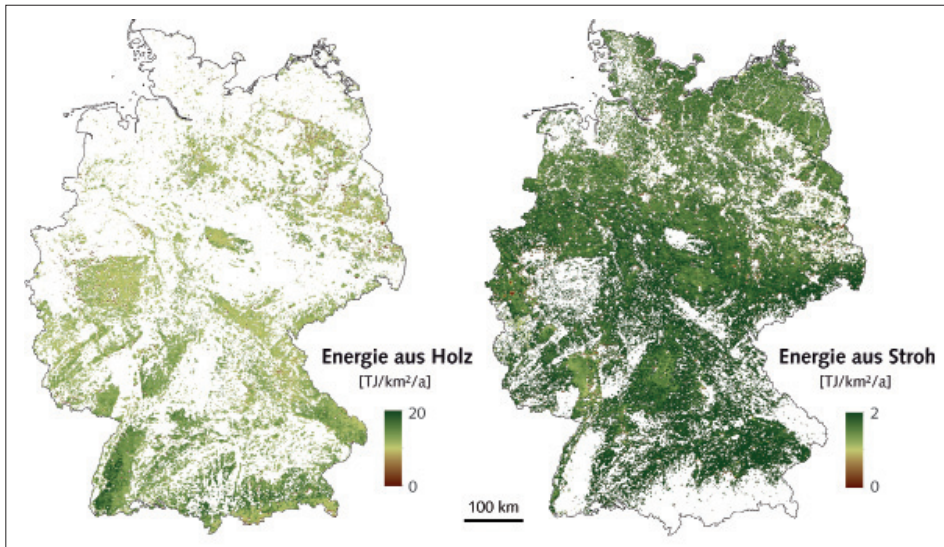 Energie aus Holz
[TJ/km²/a]
20
0
100 km
Energie aus Stroh
[TJ/km²/a]
2
0